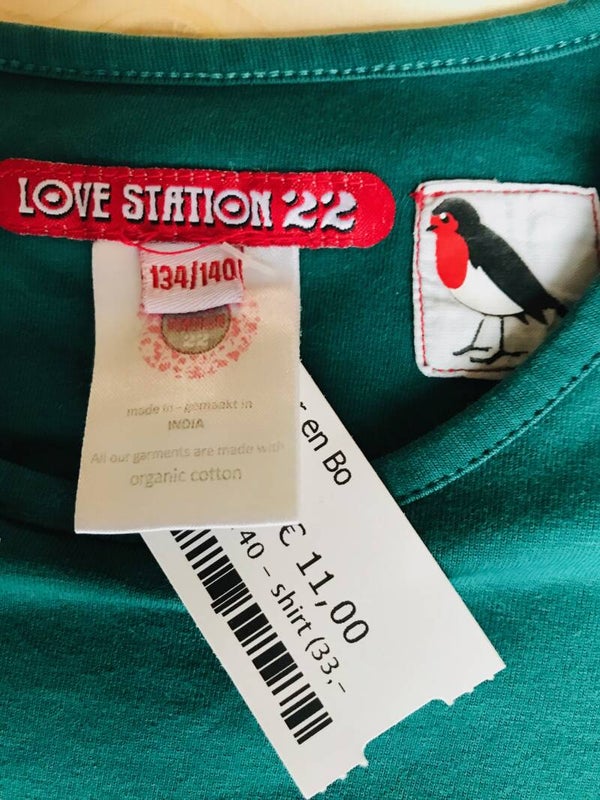 LOVE STATION 22
134/140
22
made in - gemaakt in
INDIA
All our garments are made with
organic cotton
en Bo
€ 11,00
40 - shirt (33,-